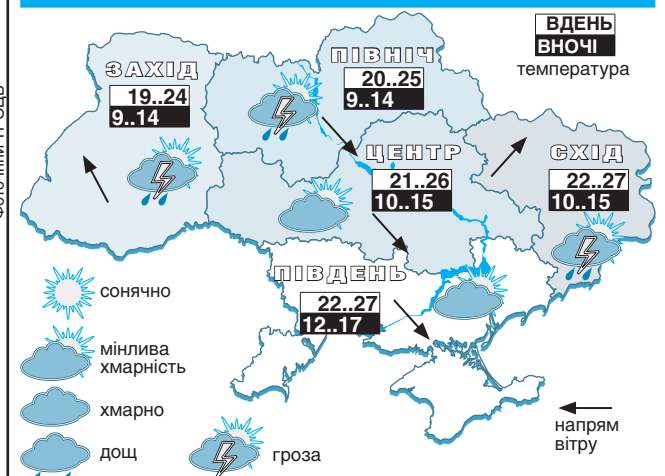 ВДЕНЬ
ВНОЧІ
температура
ПІВНІЧ
20..25
9..14
ЗАХІД
19..24
9..14
ЦЕНТР
21..26
10..15
СХІД
22..27
10..15
ПІВДЕНЬ
22..27
12..17
сонячно
мінлива
хмарність
хмарно
дощ
гроза
напрям
вітру